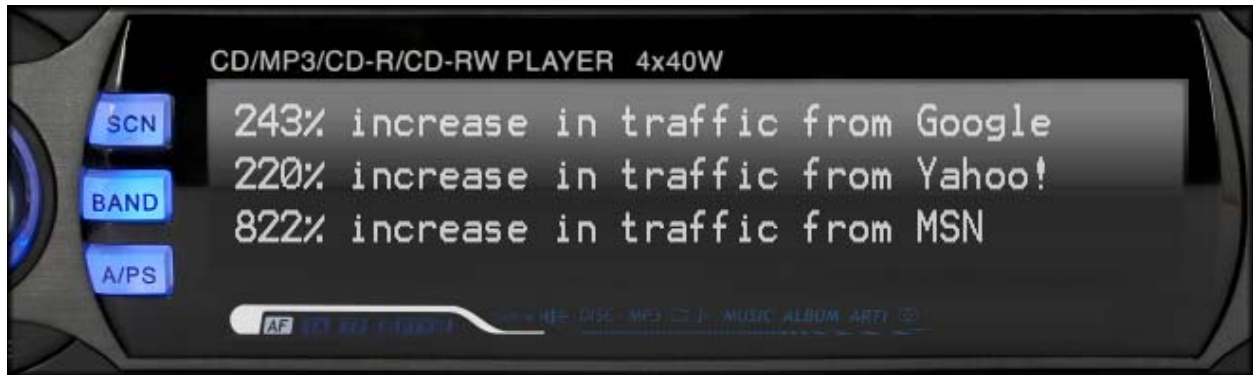 CD/MP3/CD-R/CD-RW PLAYER 4x40W
SCN
243% increase in traffic from Google
220% increase in traffic from Yahoo!
BAND
822% increase in traffic from MSN
A/PS
AF
DISC MP3 MUSIC ALBUM ARTI